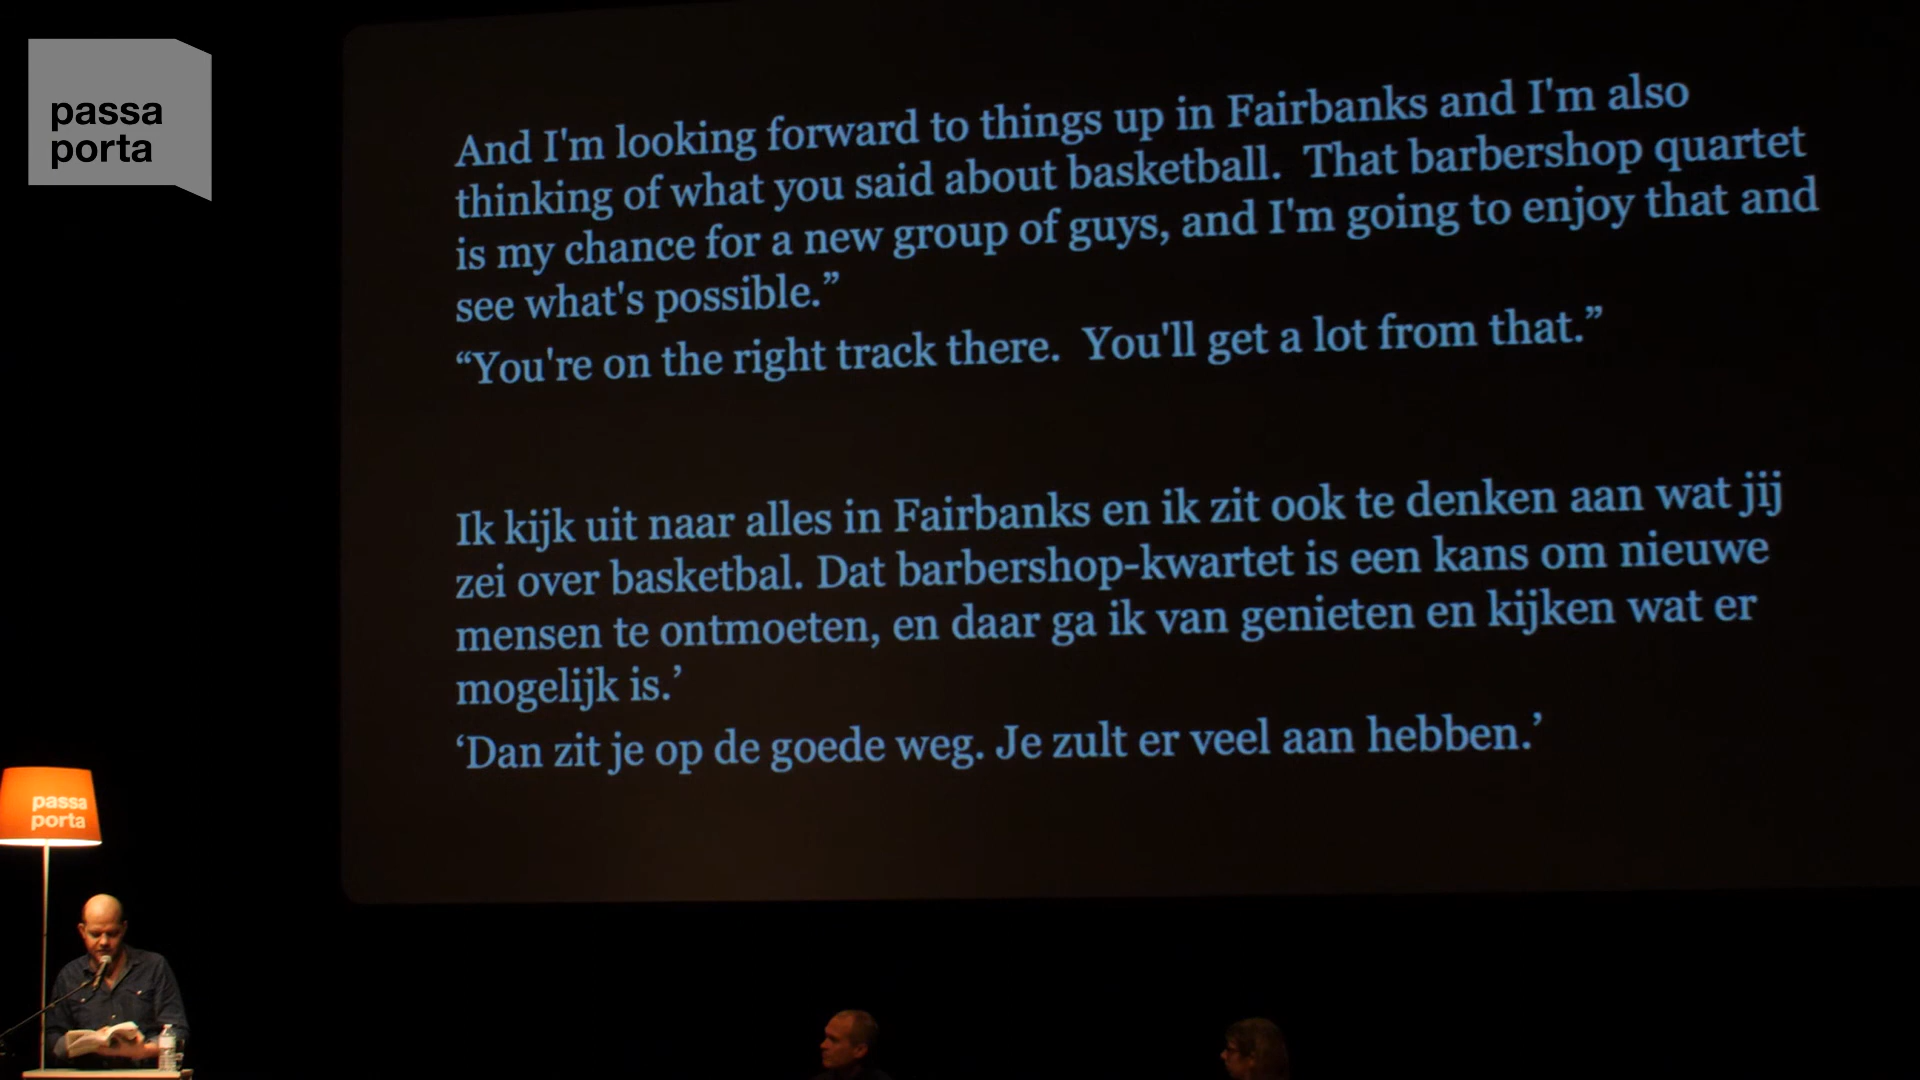 passa
porta
And I'm looking forward to things up in Fairbanks and I'm also
thinking of what you said about basketball.  That barbershop quartet
is my chance for a new group of guys, and I'm going to enjoy that and
see what's possible.”
“You're on the right track there.  You'll get a lot from that.”
Ik kijk uit naar alles in Fairbanks en ik zit ook te denken aan wat jij
zei over basketbal. Dat barbershop-kwartet is een kans om nieuwe
mensen te ontmoeten, en daar ga ik van genieten en kijken wat er
mogelijk is.’
‘Dan zit je op de goede weg. Je zult er veel aan hebben.’
passa
porta